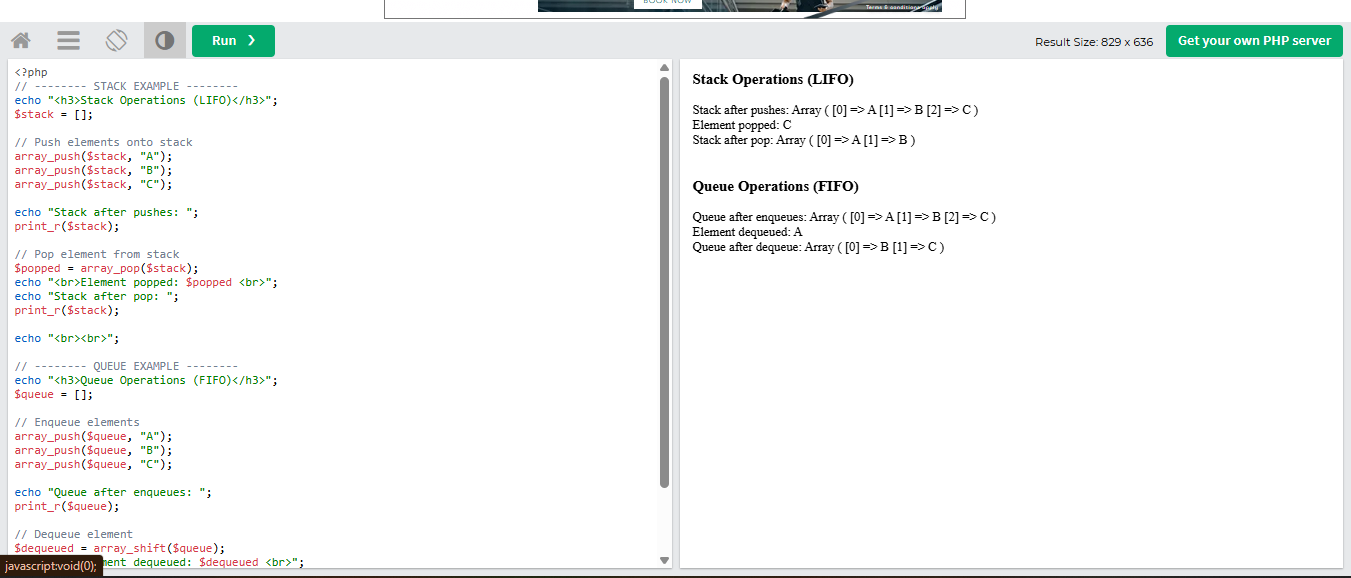 BOOK NOW
Terms & conditions apply
Run ❯
Result Size: 829 x 636
Get your own PHP server
<?php
// -------- STACK EXAMPLE --------
echo "<h3>Stack Operations (LIFO)</h3>";
$stack = [];
// Push elements onto stack
array_push($stack, "A");
array_push($stack, "B");
array_push($stack, "C");
echo "Stack after pushes: ";
print_r($stack);
// Pop element from stack
$popped = array_pop($stack);
echo "<br>Element popped: $popped <br>";
echo "Stack after pop: ";
print_r($stack);
echo "<br><br>";
// -------- QUEUE EXAMPLE --------
echo "<h3>Queue Operations (FIFO)</h3>";
$queue = [];
// Enqueue elements
array_push($queue, "A");
array_push($queue, "B");
array_push($queue, "C");
echo "Queue after enqueues: ";
print_r($queue);
// Dequeue element
$dequeued = array_shift($queue);
ment dequeued: $dequeued <br>";
javascript:void(0);
Stack Operations (LIFO)
Stack after pushes: Array ( [0] => A [1] => B [2] => C )
Element popped: C
Stack after pop: Array ( [0] => A [1] => B )
Queue Operations (FIFO)
Queue after enqueues: Array ( [0] => A [1] => B [2] => C )
Element dequeued: A
Queue after dequeue: Array ( [0] => B [1] => C )